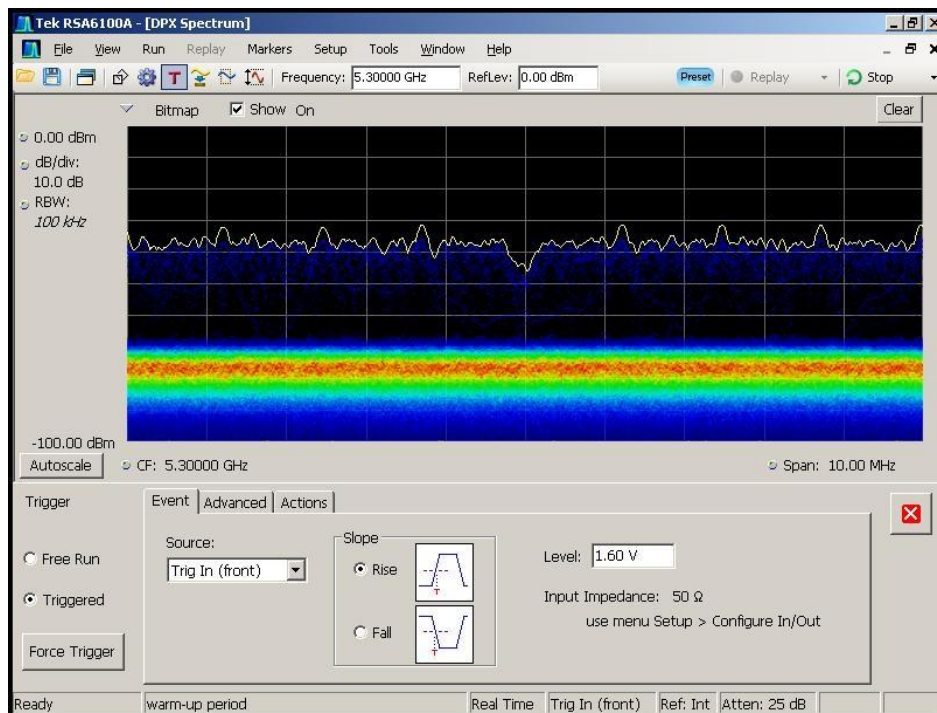 Tek RSA6100A - [DPX Spectrum]
File View Run Replay Markers Setup Tools Window Help
T Frequency: 5.30000 GHz RefLev: 0.00 dBm Preset Replay Stop
Bitmap Show On Clear
0.00 dBm
dB/div:
10.0 dB
RBW:
100 kHz
-100.00 dBm
Autoscale CF: 5.30000 GHz Span: 10.00 MHz
Trigger Event Advanced Actions
Source: Slope
Free Run Trig In (front) Rise T Level: 1.60 V
Triggered Input Impedance: 50 Ω
use menu Setup > Configure In/Out
Force Trigger Fall T
Ready warm-up period Real Time Trig In (front) Ref: Int Atten: 25 dB